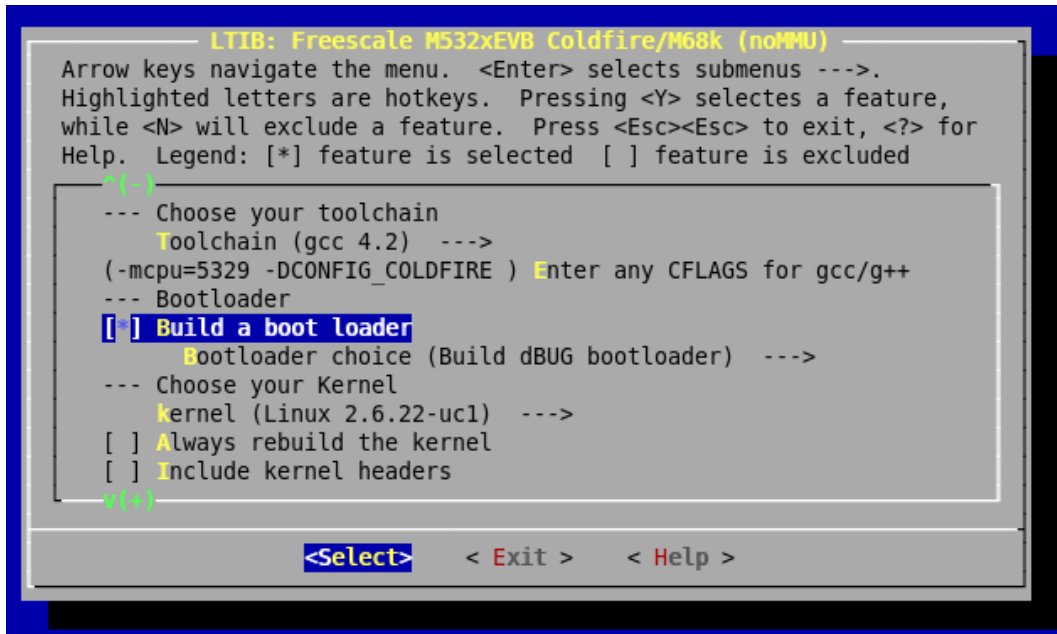 LTIB: Freescale M532xEVB Coldfire/M68k (noMMU)
Arrow keys navigate the menu.  <Enter> selects submenus --->.
Highlighted letters are hotkeys.  Pressing <Y> selectes a feature,
while <N> will exclude a feature.  Press <Esc><Esc> to exit, <?> for
Help.  Legend: [*] feature is selected  [ ] feature is excluded
^(-)
--- Choose your toolchain
Toolchain (gcc 4.2)  --->
(-mcpu=5329 -DCONFIG_COLDFIRE ) Enter any CFLAGS for gcc/g++
--- Bootloader
[*] Build a boot loader
Bootloader choice (Build dBUG bootloader)  --->
--- Choose your Kernel
kernel (Linux 2.6.22-uc1)  --->
[ ] Always rebuild the kernel
[ ] Include kernel headers
v(+)
<Select>    < Exit >    < Help >